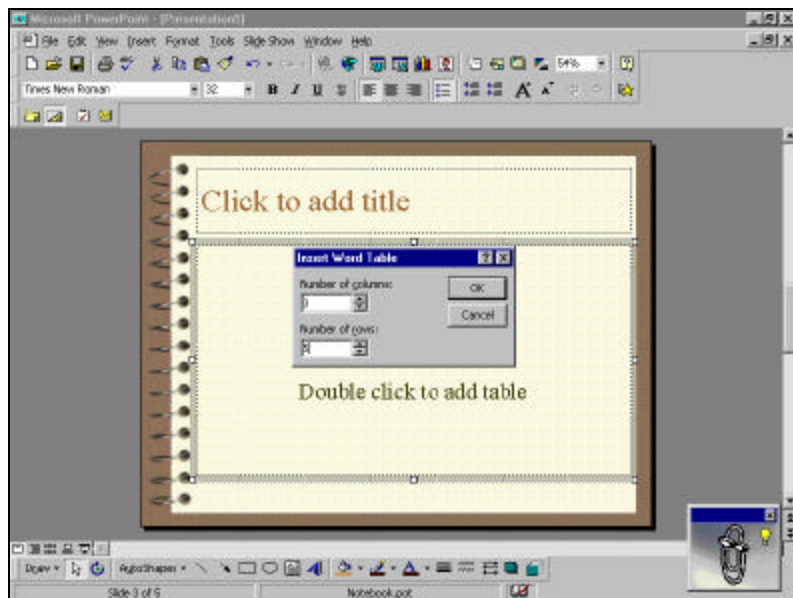 Microsoft PowerPoint - [Presentation1]
File Edit View Insert Format Tools Slide Show Window Help
54%
Times New Roman 32 B I U S A A
Click to add title
Insert Word Table
Number of columns:
OK
Cancel
Number of rows:
Double click to add table
Draw AutoShapes A
Slide 3 of 5 Notebook.pot